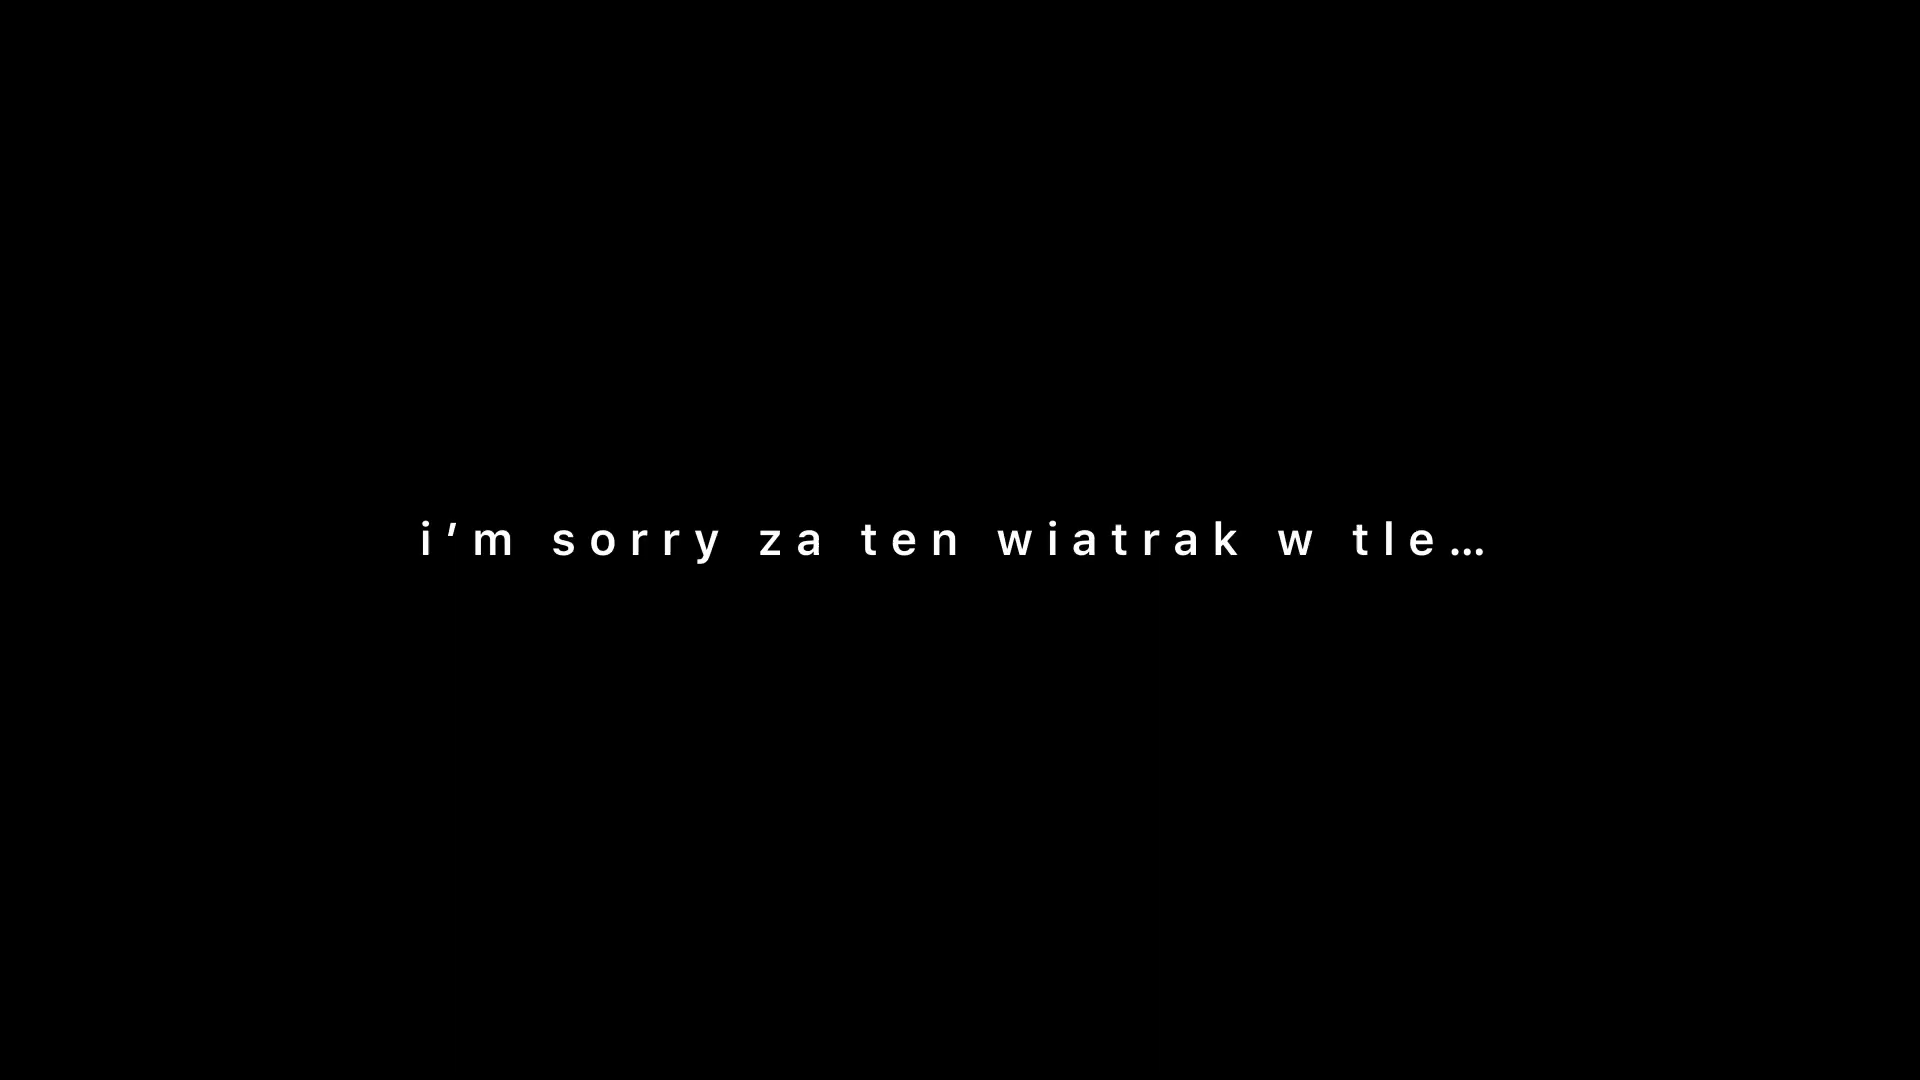 i’m sorry za ten wiatrak w tle…